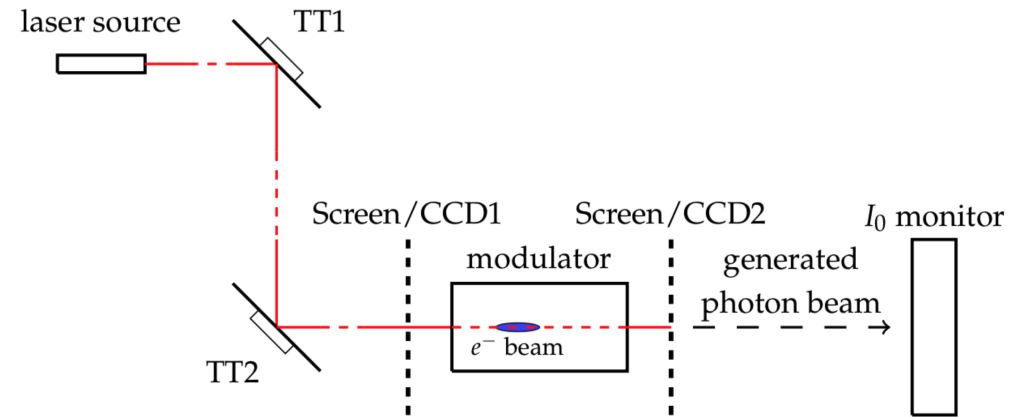 laser source
TT1
Screen/CCD1
Screen/CCD2
I₀ monitor
modulator
generated
photon beam
e⁻ beam
TT2